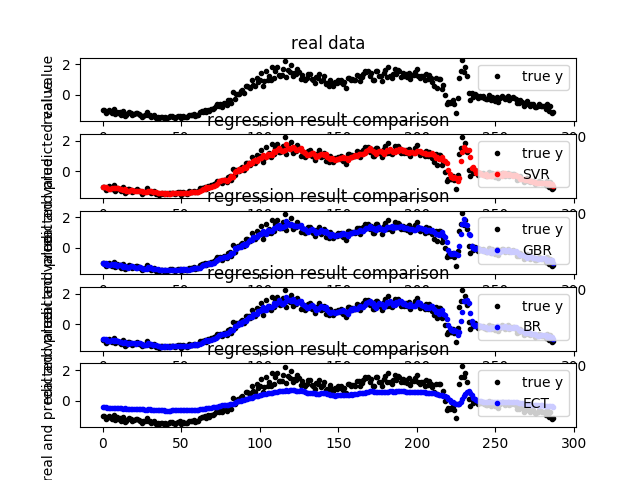 real data
value
2
0
true y
regression result comparison
2
0
true y
SVR
regression result comparison
2
0
true y
GBR
regression result comparison
2
0
true y
BR
regression result comparison
real and predicted value
2
0
true y
ECT
0
50
100
150
200
250
300